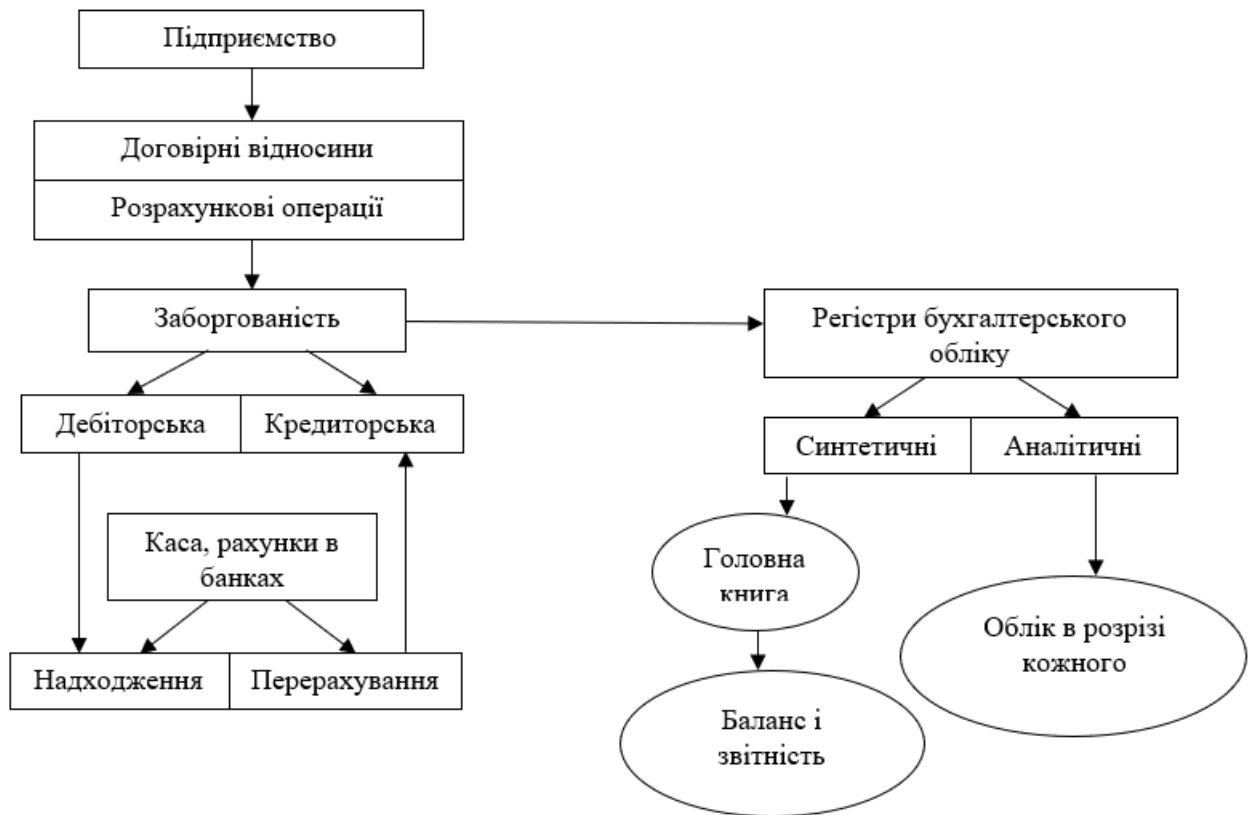 Підприємство
Договірні відносини
Розрахункові операції
Заборгованість
Регістри бухгалтерського
обліку
Дебіторська
Кредиторська
Синтетичні
Аналітичні
Каса, рахунки в
банках
Головна
книга
Облік в розрізі
кожного
Надходження
Перерахування
Баланс і
звітність